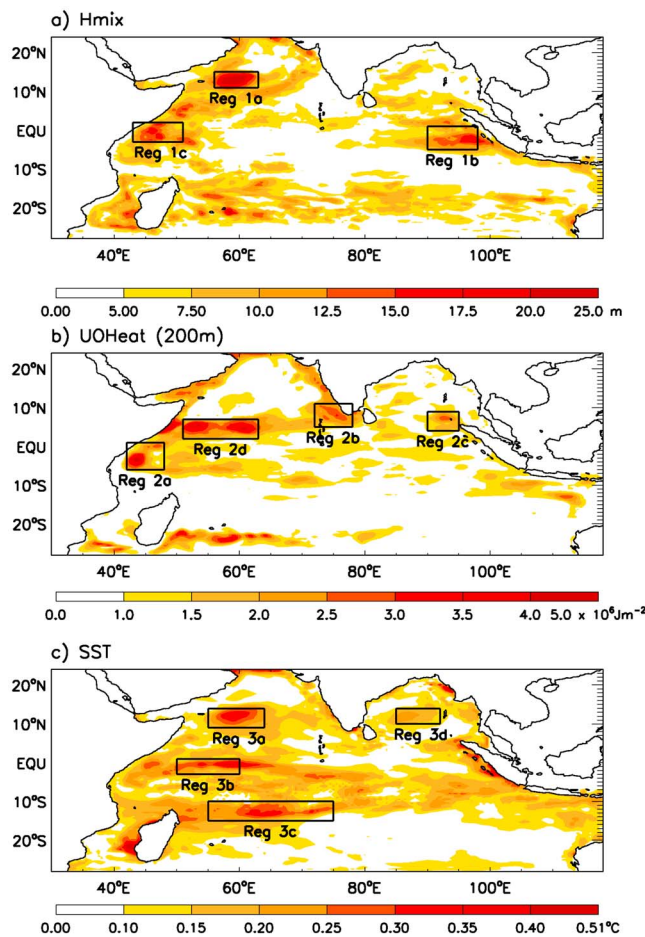 a) Hmix
20°N
10°N
EQU
10°S
20°S
Reg 1a
Reg 1c
Reg 1b
40°E 60°E 80°E 100°E
0.00 5.00 7.50 10.0 12.5 15.0 17.5 20.0 25.0 m
b) UOHeat (200m)
20°N
10°N
EQU
10°S
20°S
Reg 2d
Reg 2b
Reg 2c
Reg 2a
40°E 60°E 80°E 100°E
0.0 1.0 1.5 2.0 2.5 3.0 3.5 4.0 5.0 x 10⁶Jm⁻²
c) SST
20°N
10°N
EQU
10°S
20°S
Reg 3a
Reg 3d
Reg 3b
Reg 3c
40°E 60°E 80°E 100°E
0.00 0.10 0.15 0.20 0.25 0.30 0.35 0.40 0.51°C